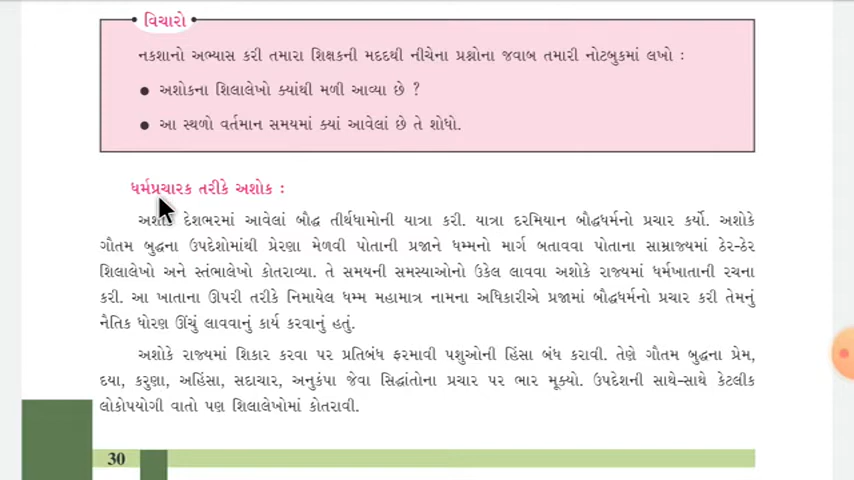 વિચારો
નકશાનો અભ્યાસ કરી તમારા શિક્ષકની મદદથી નીચેના પ્રશ્નોના જવાબ તમારી નોટબુકમાં લખો :
● અશોકના શિલાલેખો ક્યાંથી મળી આવ્યા છે ?
● આ સ્થળો વર્તમાન સમયમાં ક્યાં આવેલાં છે તે શોધો.
ધર્મપ્રચારક તરીકે અશોક :
અશોકે દેશભરમાં આવેલાં બૌદ્ધ તીર્થધામોની યાત્રા કરી. યાત્રા દરમિયાન બૌદ્ધધર્મનો પ્રચાર કર્યો. અશોકે
ગૌતમ બુદ્ધના ઉપદેશોમાંથી પ્રેરણા મેળવી પોતાની પ્રજાને ધમ્મનો માર્ગ બતાવવા પોતાના સામ્રાજ્યમાં ઠેર-ઠેર
શિલાલેખો અને સ્તંભાલેખો કોતરાવ્યા. તે સમયની સમસ્યાઓનો ઉકેલ લાવવા અશોકે રાજ્યમાં ધર્મખાતાની રચના
કરી. આ ખાતાના ઊપરી તરીકે નિમાયેલ ધમ્મ મહામાત્ર નામના અધિકારીએ પ્રજામાં બૌદ્ધધર્મનો પ્રચાર કરી તેમનું
નૈતિક ધોરણ ઊંચું લાવવાનું કાર્ય કરવાનું હતું.
અશોકે રાજ્યમાં શિકાર કરવા પર પ્રતિબંધ ફરમાવી પશુઓની હિંસા બંધ કરાવી. તેણે ગૌતમ બુદ્ધના પ્રેમ,
દયા, કરુણા, અહિંસા, સદાચાર, અનુકંપા જેવા સિદ્ધાંતોના પ્રચાર પર ભાર મૂક્યો. ઉપદેશની સાથે-સાથે કેટલીક
લોકોપયોગી વાતો પણ શિલાલેખોમાં કોતરાવી.
30